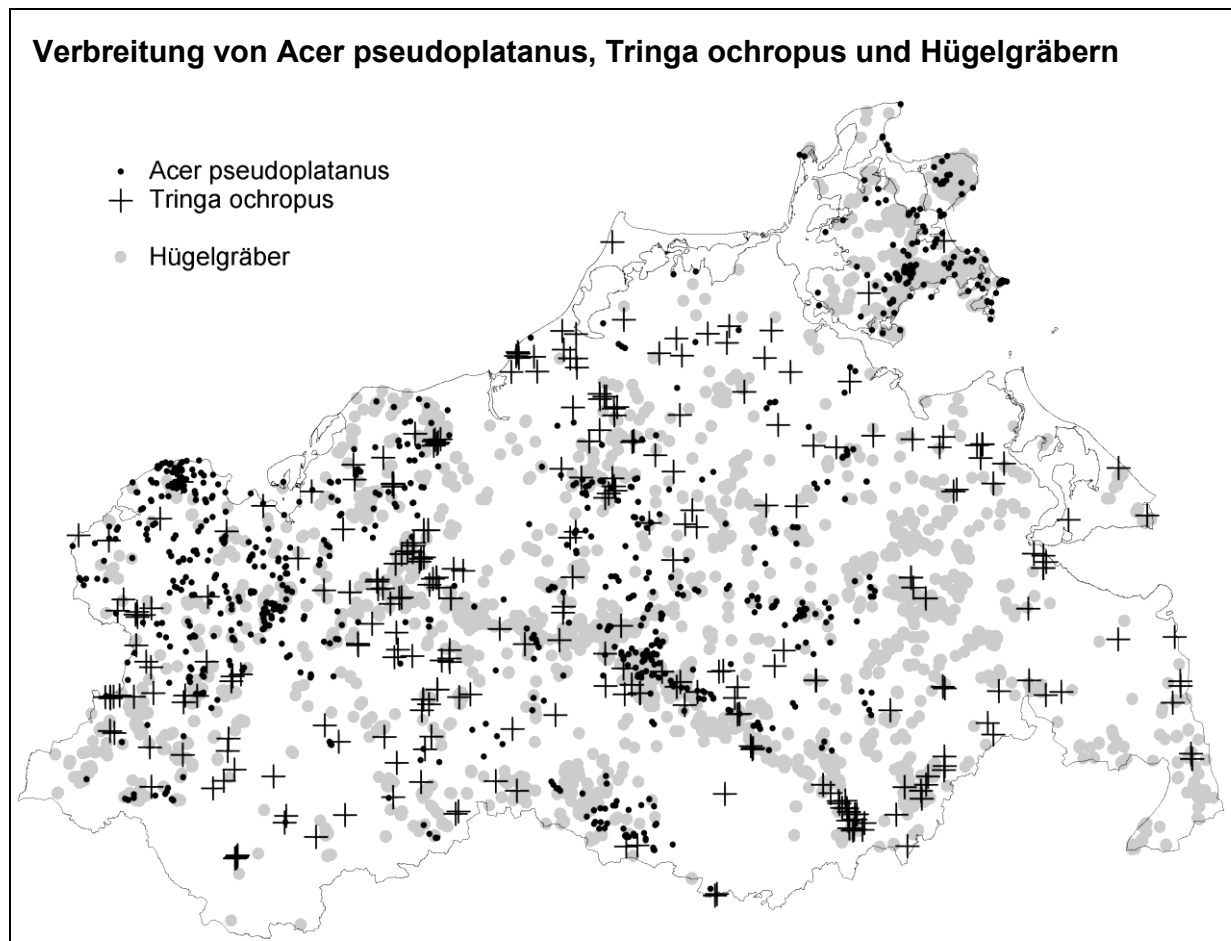 Verbreitung von Acer pseudoplatanus, Tringa ochropus und Hügelgräbern
Acer pseudoplatanus
Tringa ochropus
Hügelgräber